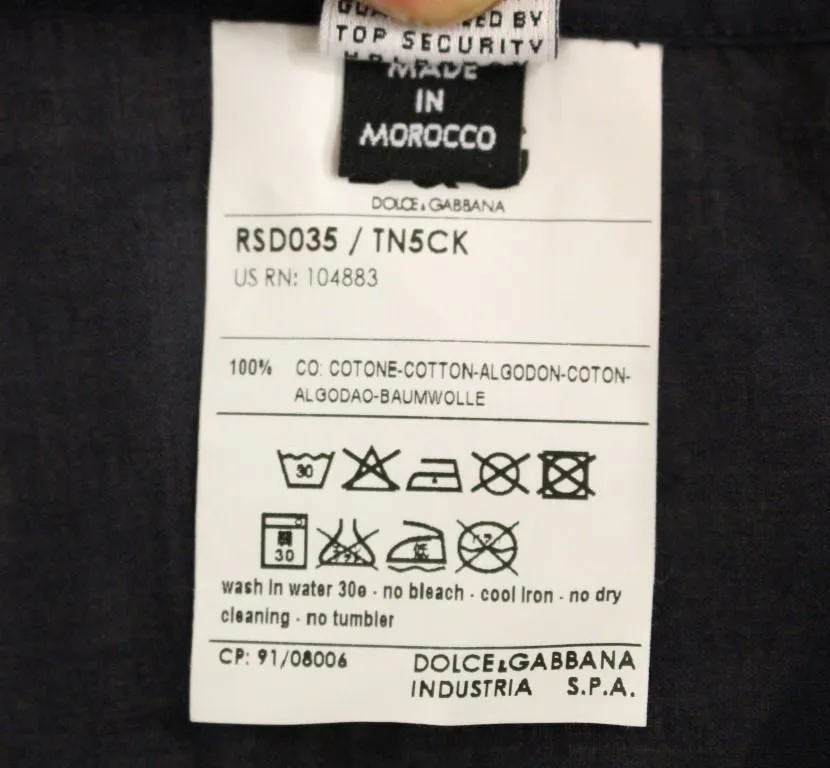 TOP SECURITY
MADE
IN
MOROCCO
DOLCE & GABBANA
RSD035 / TN5CK
US RN: 104883
100% CO: COTONE-COTTON-ALGODON-COTON-
ALGODAO-BAUMWOLLE
30
30
低
wash in water 30e - no bleach - cool iron - no dry
cleaning - no tumbler
CP: 91/08006
DOLCE&GABBANA
INDUSTRIA S.P.A.